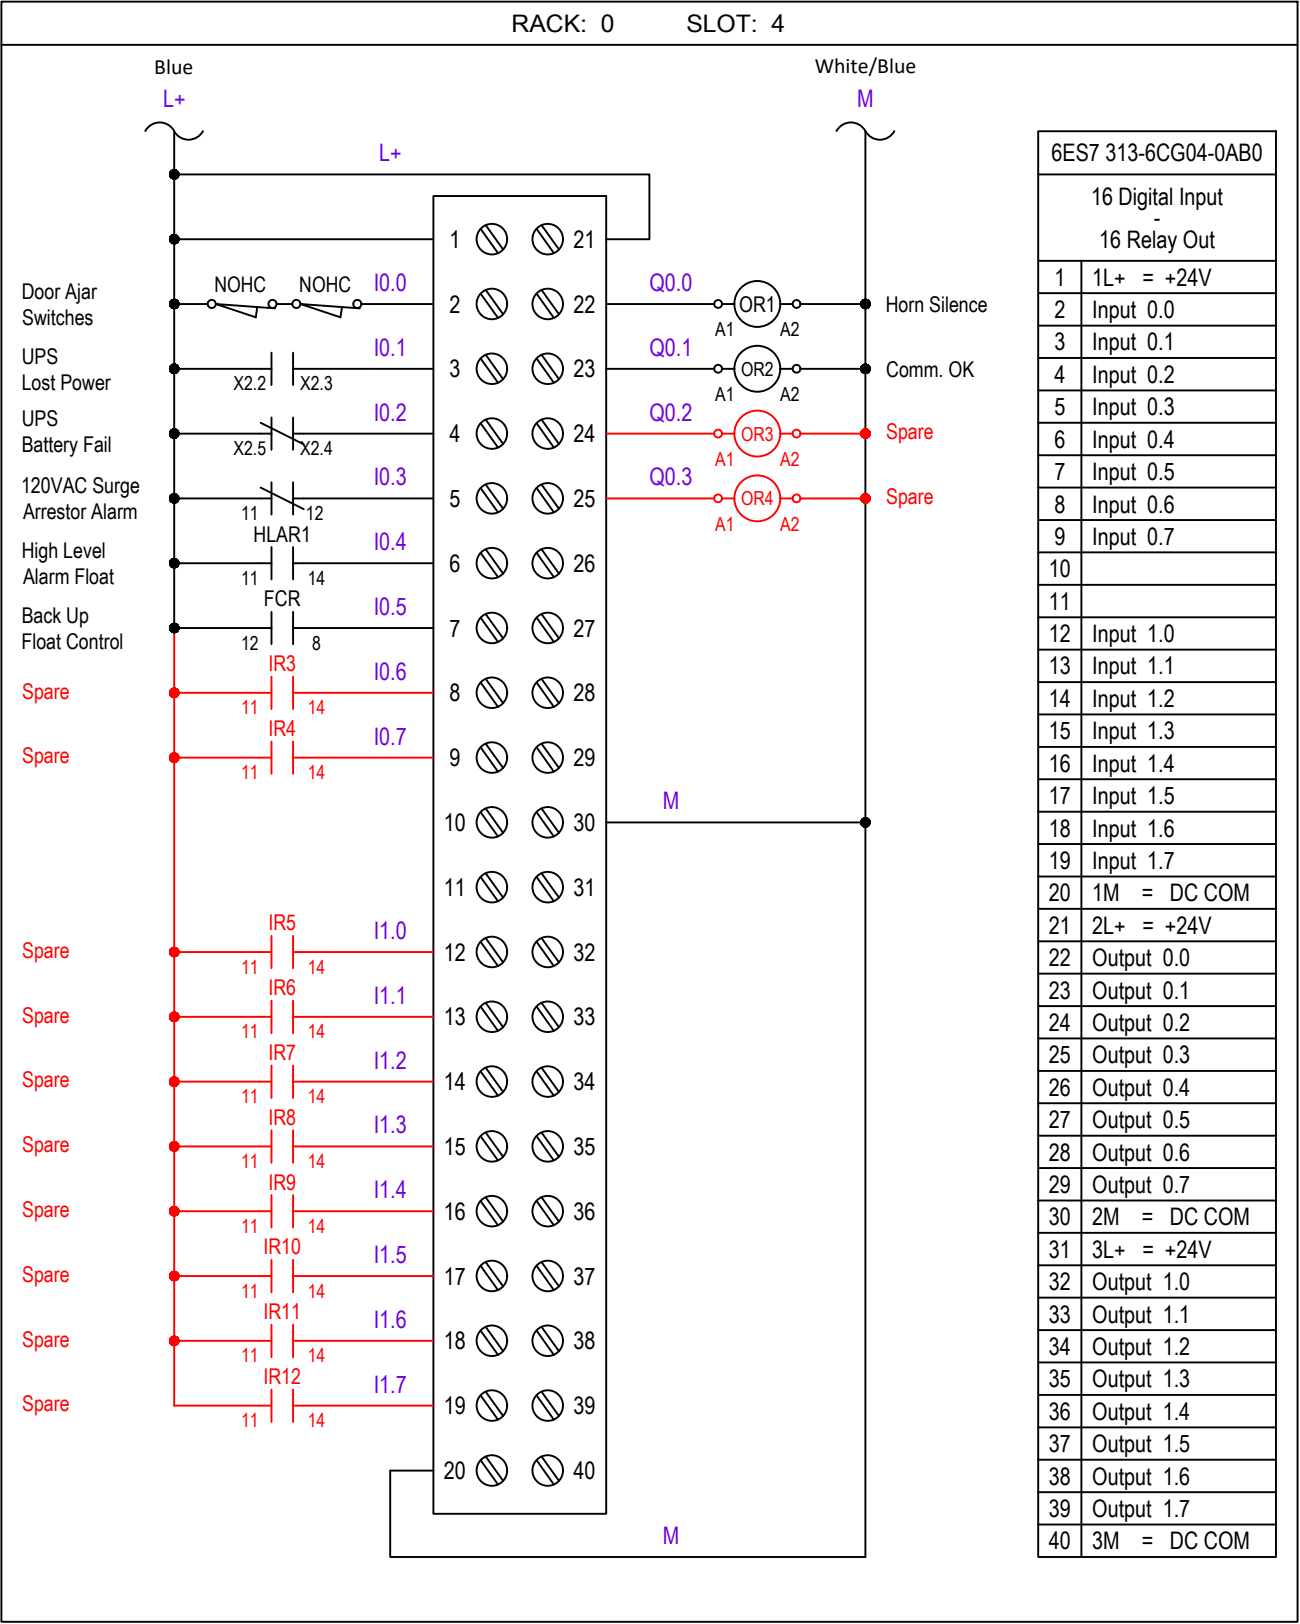 RACK: 0 SLOT: 4
Blue
L+
White/Blue
M
L+
1 21
Door Ajar
Switches
NOHC NOHC I0.0
2 22
Q0.0
OR1
A1 A2
Horn Silence
UPS
Lost Power
X2.2 X2.3
I0.1
3 23
Q0.1
OR2
A1 A2
Comm. OK
UPS
Battery Fail
X2.5 X2.4
I0.2
4 24
Q0.2
OR3
A1 A2
Spare
120VAC Surge
Arrestor Alarm
11 12
I0.3
5 25
Q0.3
OR4
A1 A2
Spare
High Level
Alarm Float
HLAR1
11 14
I0.4
6 26
Back Up
Float Control
FCR
12 8
I0.5
7 27
Spare
IR3
11 14
I0.6
8 28
Spare
IR4
11 14
I0.7
9 29
10 30
M
11 31
Spare
IR5
11 14
I1.0
12 32
Spare
IR6
11 14
I1.1
13 33
Spare
IR7
11 14
I1.2
14 34
Spare
IR8
11 14
I1.3
15 35
Spare
IR9
11 14
I1.4
16 36
Spare
IR10
11 14
I1.5
17 37
Spare
IR11
11 14
I1.6
18 38
Spare
IR12
11 14
I1.7
19 39
20 40
M
6ES7 313-6CG04-0AB0
16 Digital Input
-
16 Relay Out
1 1L+ = +24V
2 Input 0.0
3 Input 0.1
4 Input 0.2
5 Input 0.3
6 Input 0.4
7 Input 0.5
8 Input 0.6
9 Input 0.7
10
11
12 Input 1.0
13 Input 1.1
14 Input 1.2
15 Input 1.3
16 Input 1.4
17 Input 1.5
18 Input 1.6
19 Input 1.7
20 1M = DC COM
21 2L+ = +24V
22 Output 0.0
23 Output 0.1
24 Output 0.2
25 Output 0.3
26 Output 0.4
27 Output 0.5
28 Output 0.6
29 Output 0.7
30 2M = DC COM
31 3L+ = +24V
32 Output 1.0
33 Output 1.1
34 Output 1.2
35 Output 1.3
36 Output 1.4
37 Output 1.5
38 Output 1.6
39 Output 1.7
40 3M = DC COM